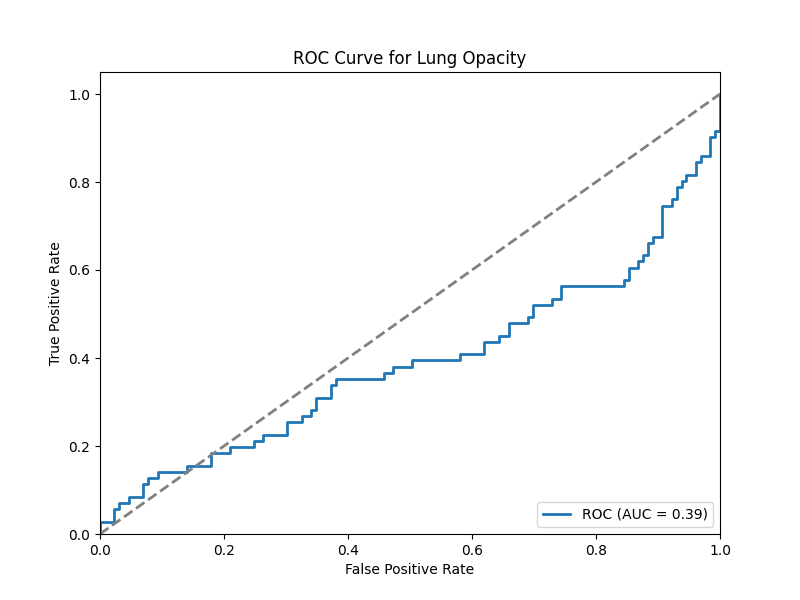 ROC Curve for Lung Opacity
True Positive Rate
1.0
0.8
0.6
0.4
0.2
0.0
ROC (AUC = 0.39)
0.0 0.2 0.4 0.6 0.8 1.0
False Positive Rate